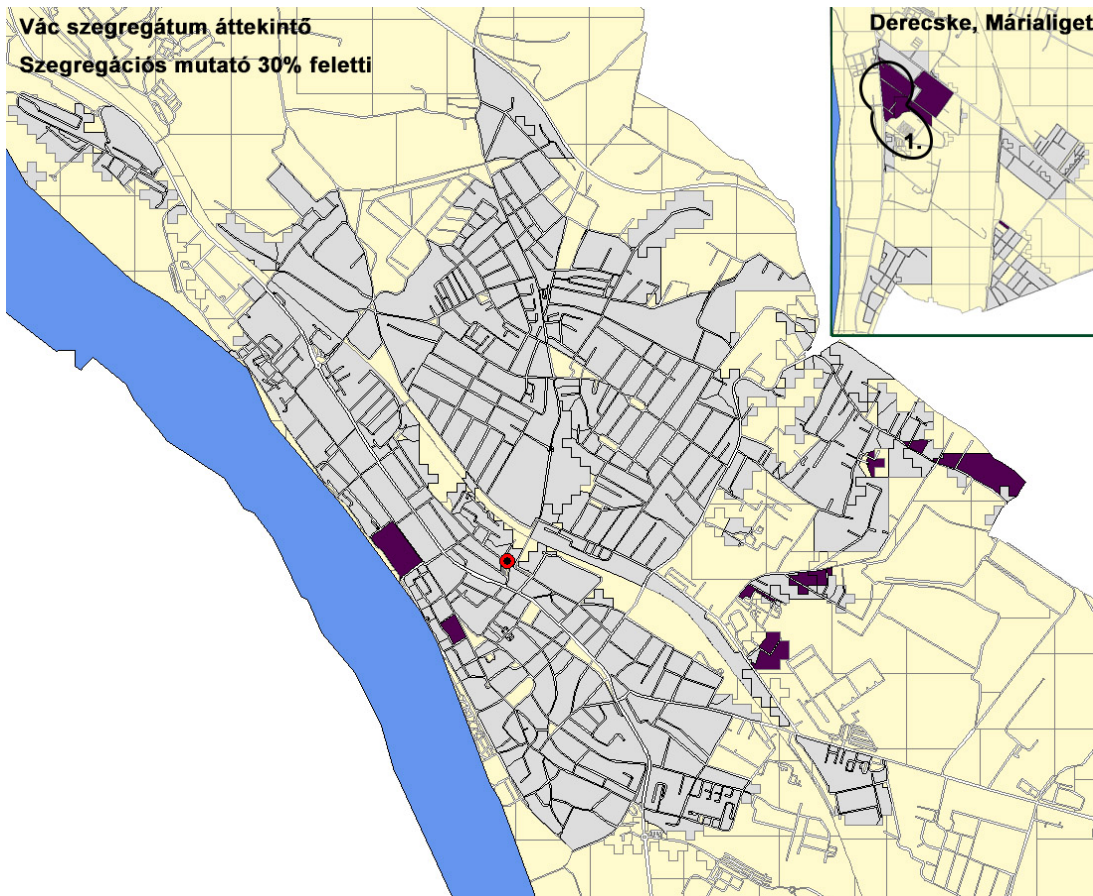 Vác szegregátum áttekintő
Szegregációs mutató 30% feletti
Derecske, Márialiget
1.